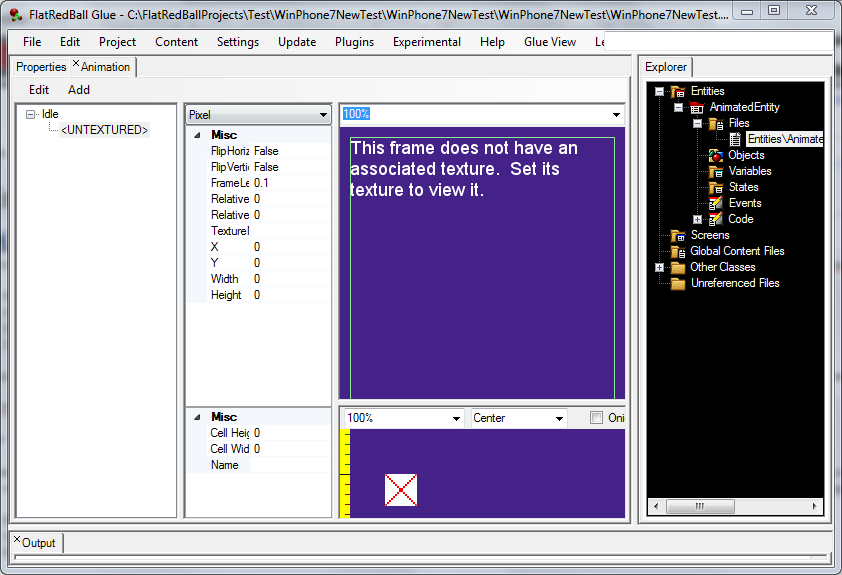 FlatRedBall Glue - C:\FlatRedBallProjects\Test\WinPhone7NewTest\WinPhone7NewTest\WinPhone7NewTest\WinPhone7NewTest....
File Edit Project Content Settings Update Plugins Experimental Help Glue View Le
Properties Animation
Edit Add
Idle
<UNTEXTURED>
Pixel
Misc
FlipHoriz False
FlipVertic False
FrameLe 0.1
Relative 0
Relative 0
TextureI
X 0
Y 0
Width 0
Height 0
Misc
Cell Heig 0
Cell Wid 0
Name
100%
This frame does not have an
associated texture. Set its
texture to view it.
100% Center Oni
Explorer
Entities
AnimatedEntity
Files
Entities\Animate
Objects
Variables
States
Events
Code
Screens
Global Content Files
Other Classes
Unreferenced Files
Output